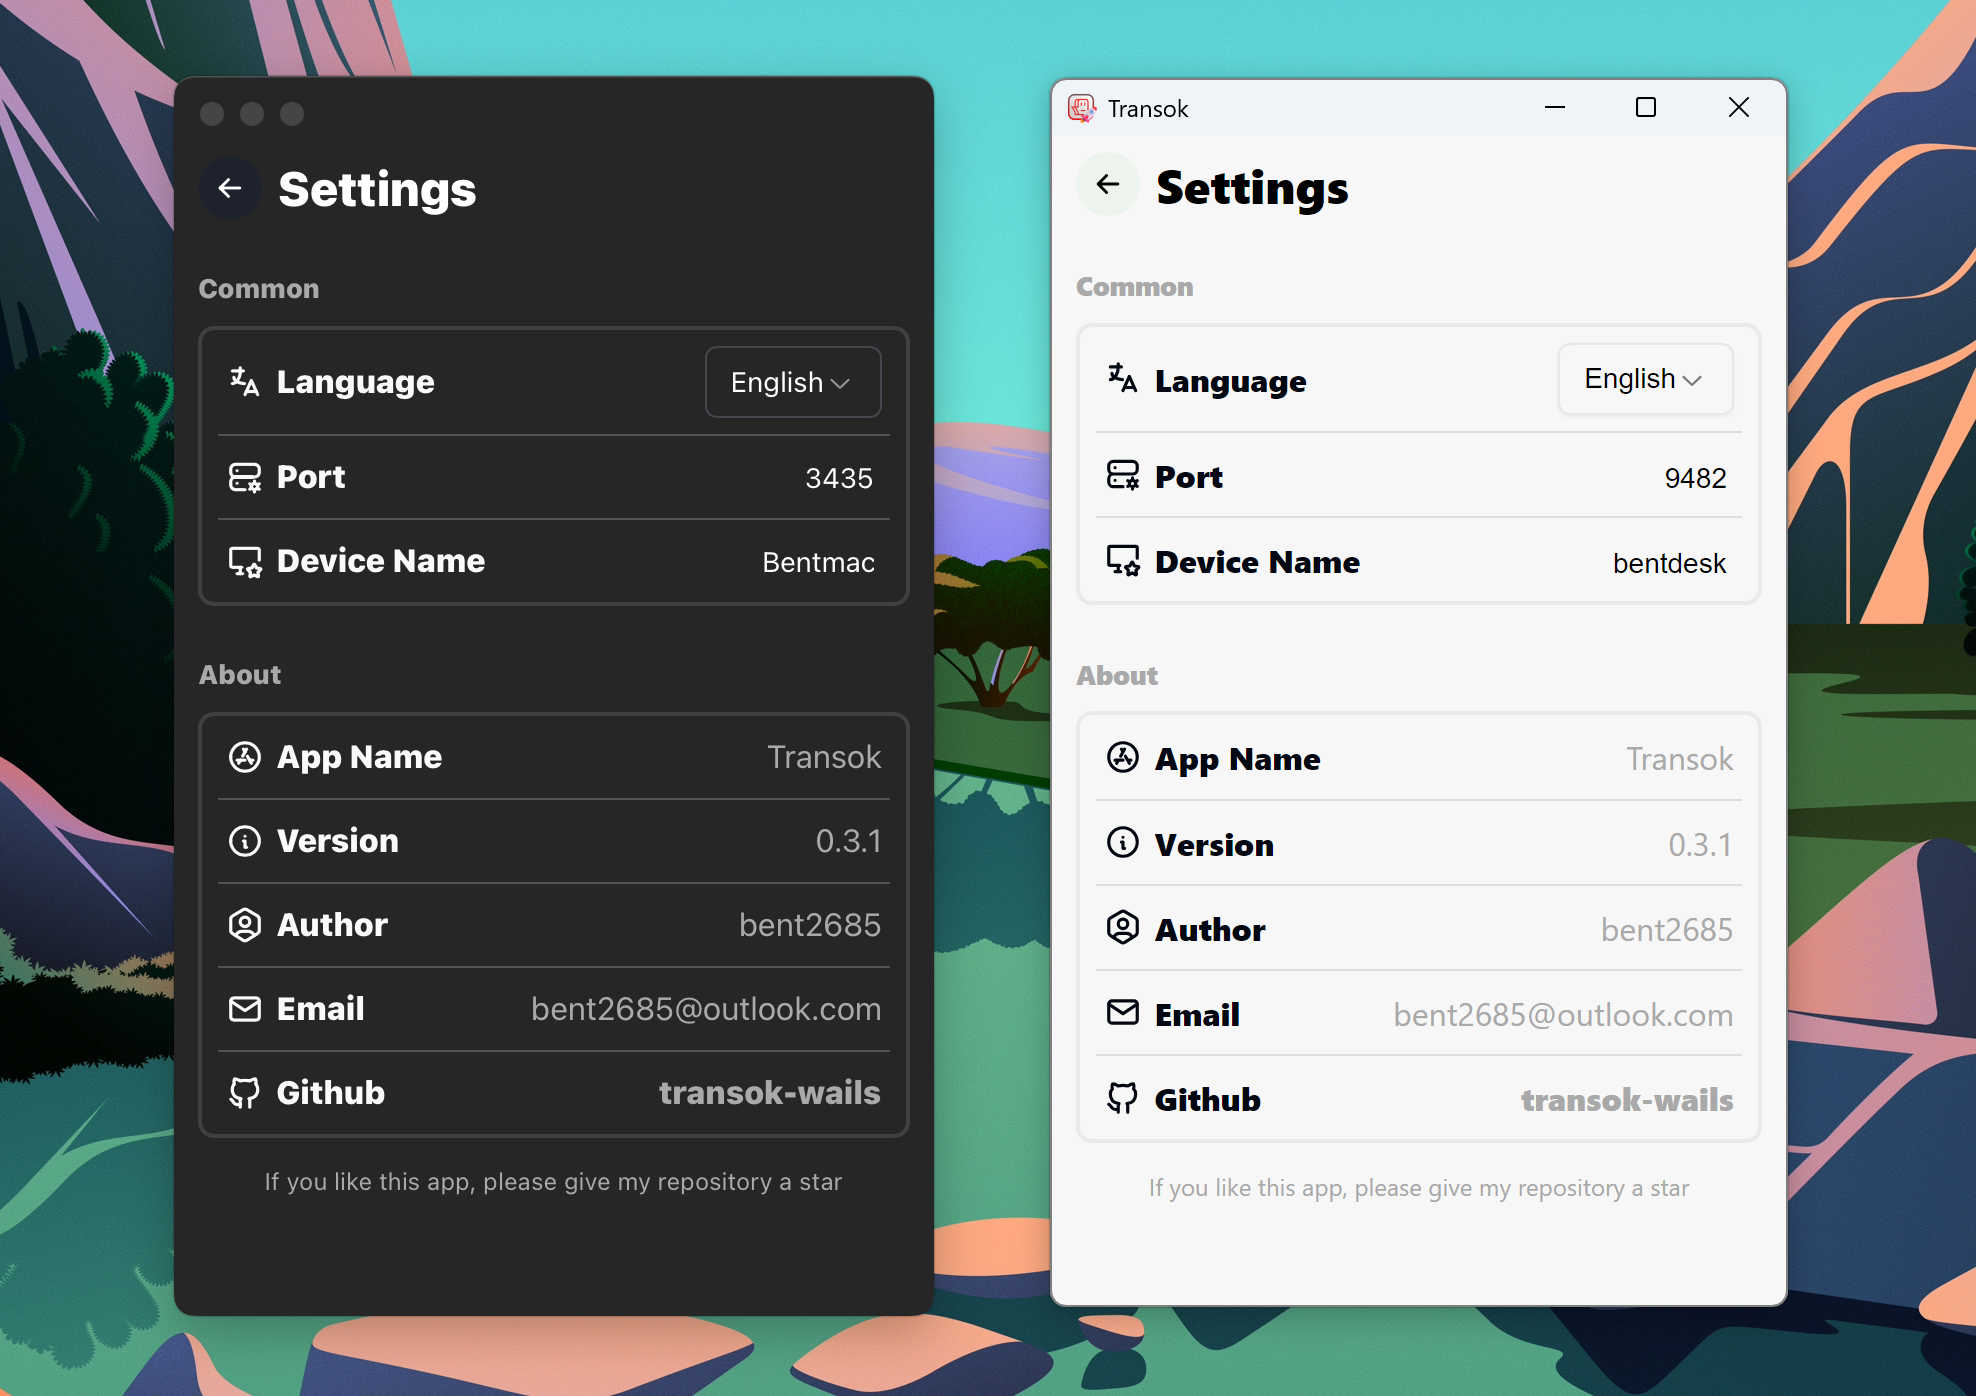 Settings
Common
Language English
Port 3435
Device Name Bentmac
About
App Name Transok
Version 0.3.1
Author bent2685
Email bent2685@outlook.com
Github transok-wails
If you like this app, please give my repository a star
Transok
Settings
Common
Language English
Port 9482
Device Name bentdesk
About
App Name Transok
Version 0.3.1
Author bent2685
Email bent2685@outlook.com
Github transok-wails
If you like this app, please give my repository a star